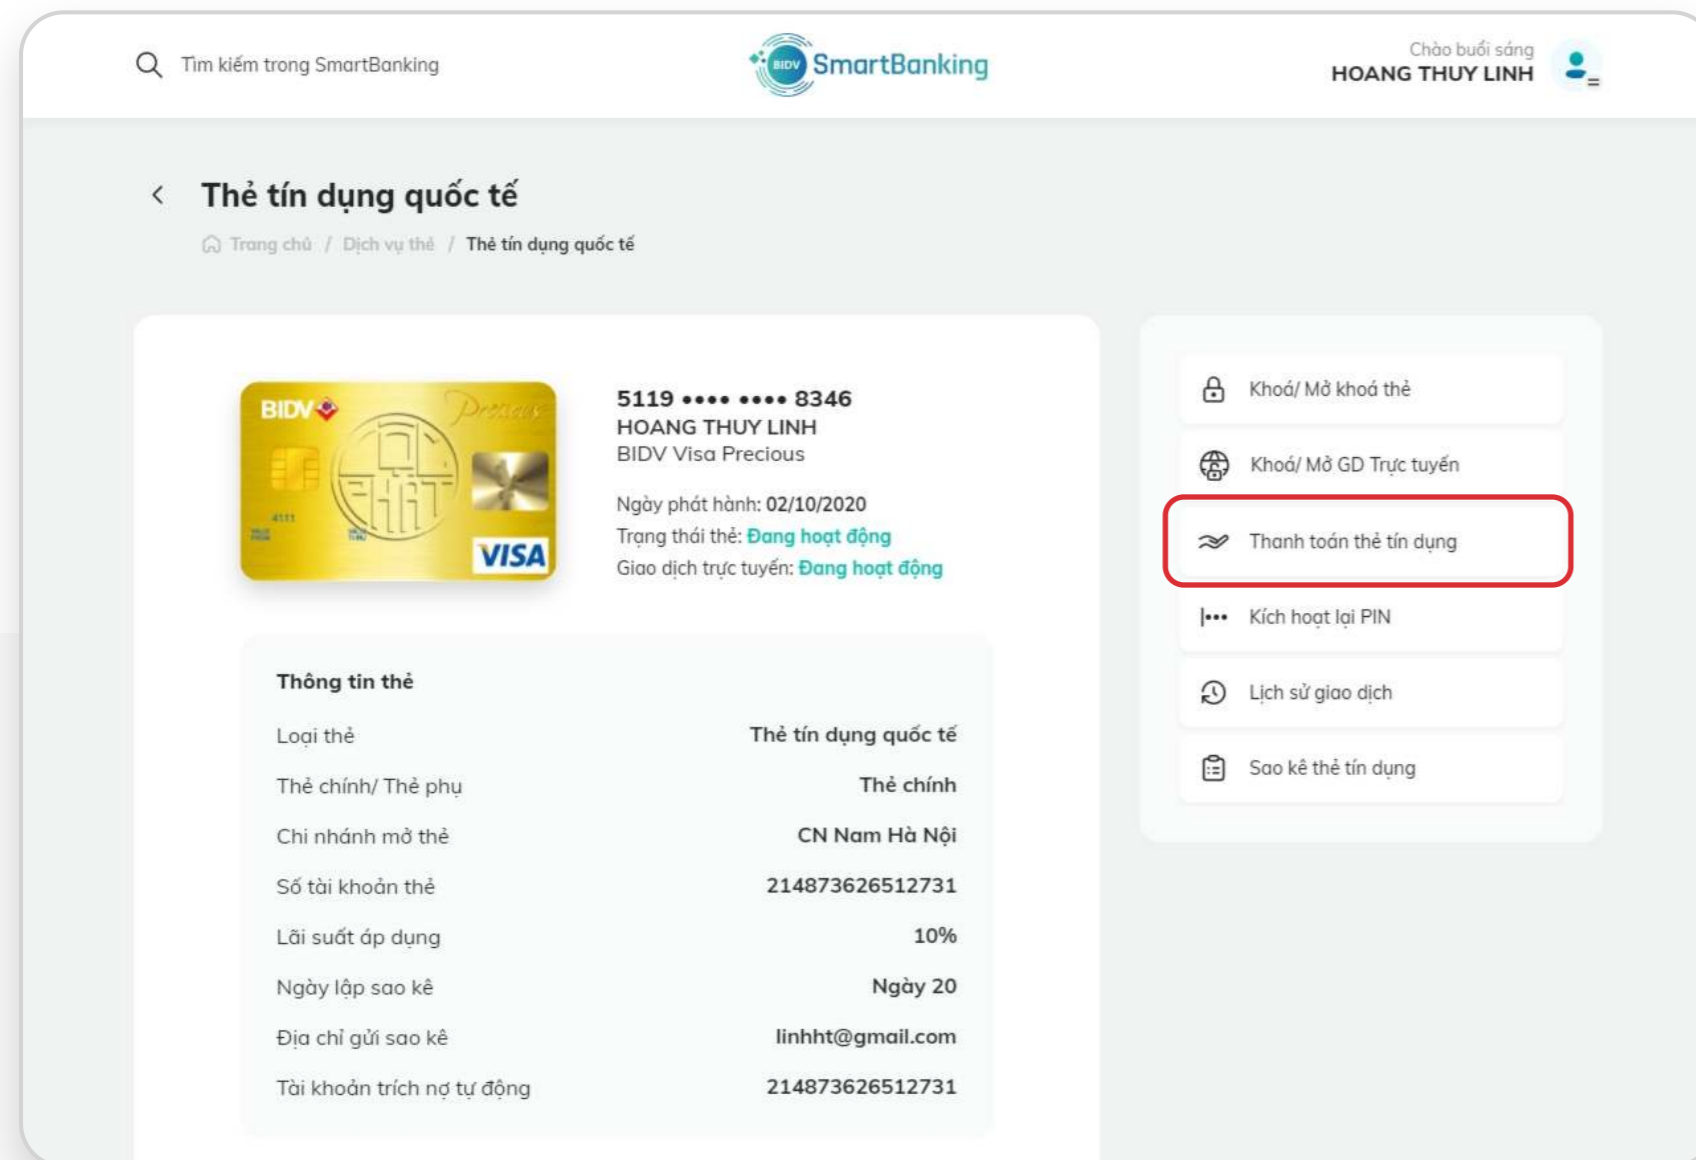 Tìm kiếm trong SmartBanking
BIDV SmartBanking
Chào buổi sáng
HOANG THUY LINH
Thẻ tín dụng quốc tế
Trang chủ / Dịch vụ thẻ / Thẻ tín dụng quốc tế
BIDV
Precious
4111
VISA
5119 •••• •••• 8346
HOANG THUY LINH
BIDV Visa Precious
Ngày phát hành: 02/10/2020
Trạng thái thẻ: Đang hoạt động
Giao dịch trực tuyến: Đang hoạt động
Thông tin thẻ
Loại thẻ Thẻ tín dụng quốc tế
Thẻ chính/ Thẻ phụ Thẻ chính
Chi nhánh mở thẻ CN Nam Hà Nội
Số tài khoản thẻ 214873626512731
Lãi suất áp dụng 10%
Ngày lập sao kê Ngày 20
Địa chỉ gửi sao kê linhht@gmail.com
Tài khoản trích nợ tự động 214873626512731
Khoá/ Mở khoá thẻ
Khoá/ Mở GD Trực tuyến
Thanh toán thẻ tín dụng
Kích hoạt lại PIN
Lịch sử giao dịch
Sao kê thẻ tín dụng